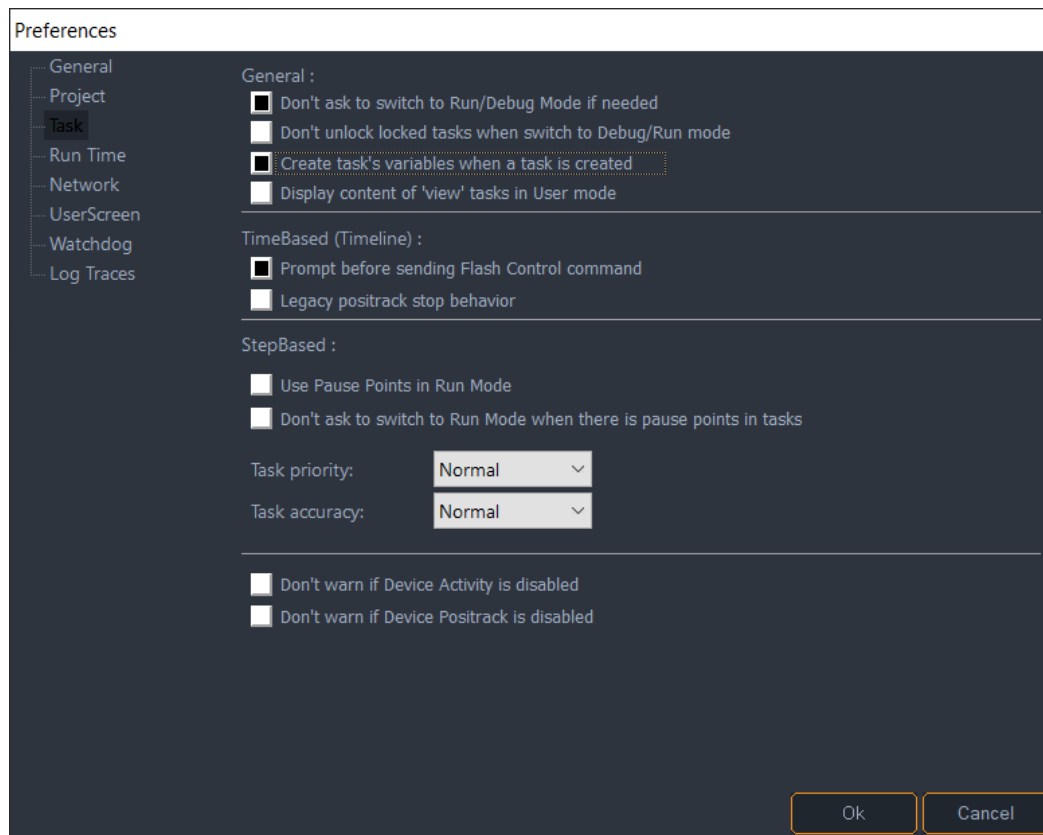 Preferences
General
Project
Task
Run Time
Network
UserScreen
Watchdog
Log Traces
General :
Don't ask to switch to Run/Debug Mode if needed
Don't unlock locked tasks when switch to Debug/Run mode
Create task's variables when a task is created
Display content of 'view' tasks in User mode
TimeBased (Timeline) :
Prompt before sending Flash Control command
Legacy positrack stop behavior
StepBased :
Use Pause Points in Run Mode
Don't ask to switch to Run Mode when there is pause points in tasks
Task priority: Normal
Task accuracy: Normal
Don't warn if Device Activity is disabled
Don't warn if Device Positrack is disabled
Ok Cancel